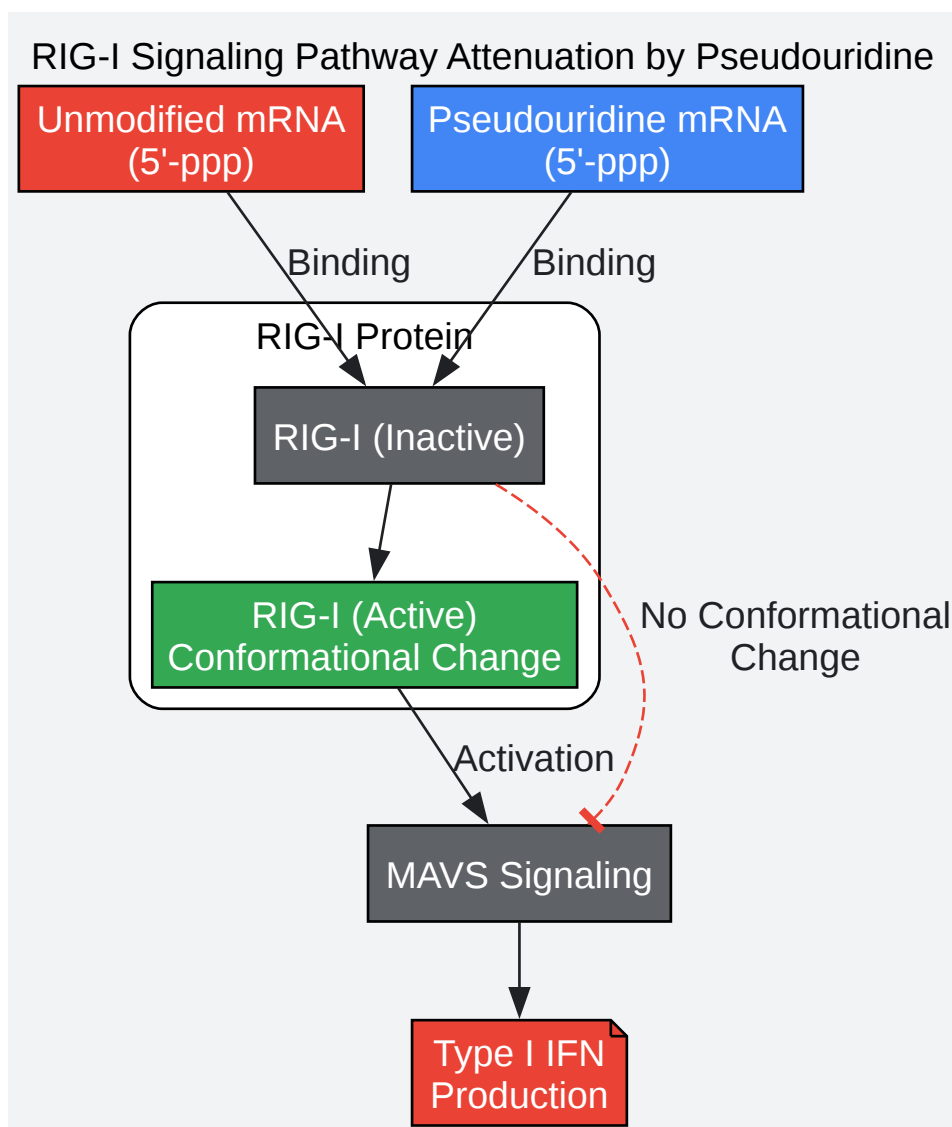 RIG-I Signaling Pathway Attenuation by Pseudouridine
Unmodified mRNA
(5'-ppp)
Pseudouridine mRNA
(5'-ppp)
Binding
Binding
RIG-I Protein
RIG-I (Inactive)
RIG-I (Active)
Conformational Change
No Conformational
Change
Activation
MAVS Signaling
Type I IFN
Production